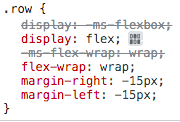 .row {
display: -ms-flexbox;
display: flex;
-ms-flex-wrap: wrap;
flex-wrap: wrap;
margin-right: -15px;
margin-left: -15px;
}